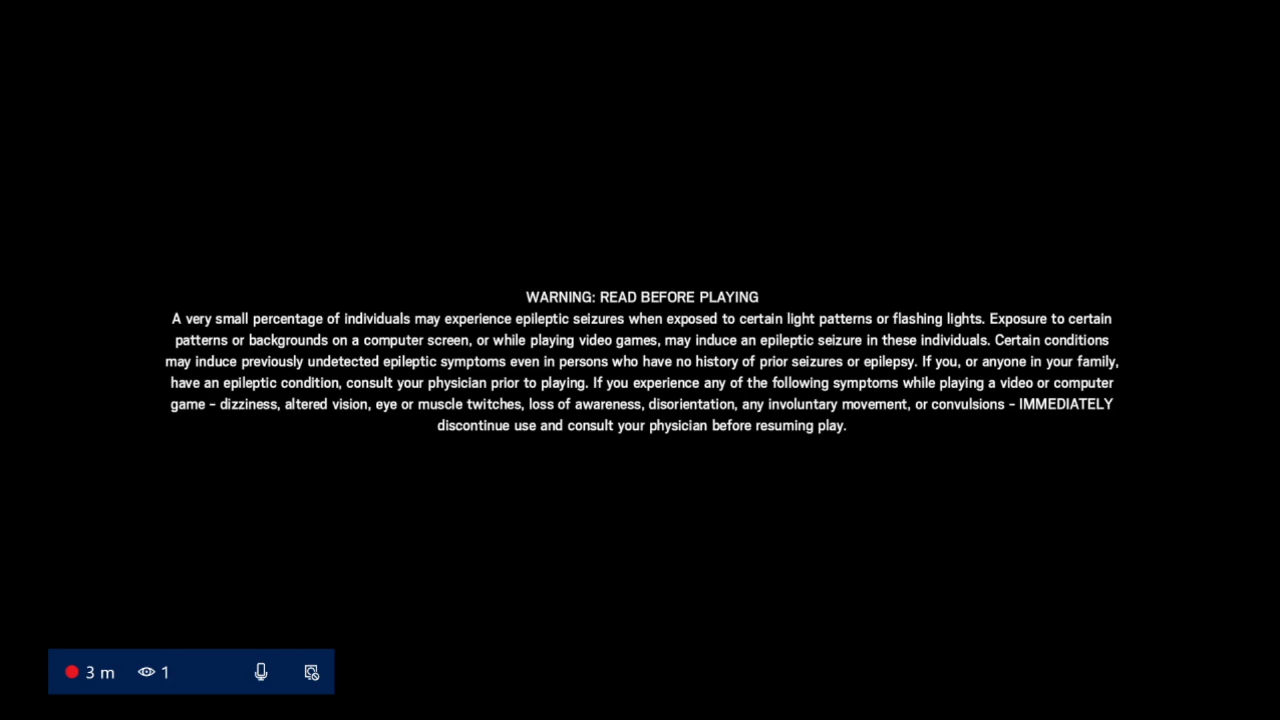 WARNING: READ BEFORE PLAYING
A very small percentage of individuals may experience epileptic seizures when exposed to certain light patterns or flashing lights. Exposure to certain
patterns or backgrounds on a computer screen, or while playing video games, may induce an epileptic seizure in these individuals. Certain conditions
may induce previously undetected epileptic symptoms even in persons who have no history of prior seizures or epilepsy. If you, or anyone in your family,
have an epileptic condition, consult your physician prior to playing. If you experience any of the following symptoms while playing a video or computer
game - dizziness, altered vision, eye or muscle twitches, loss of awareness, disorientation, any involuntary movement, or convulsions - IMMEDIATELY
discontinue use and consult your physician before resuming play.
3 m 1